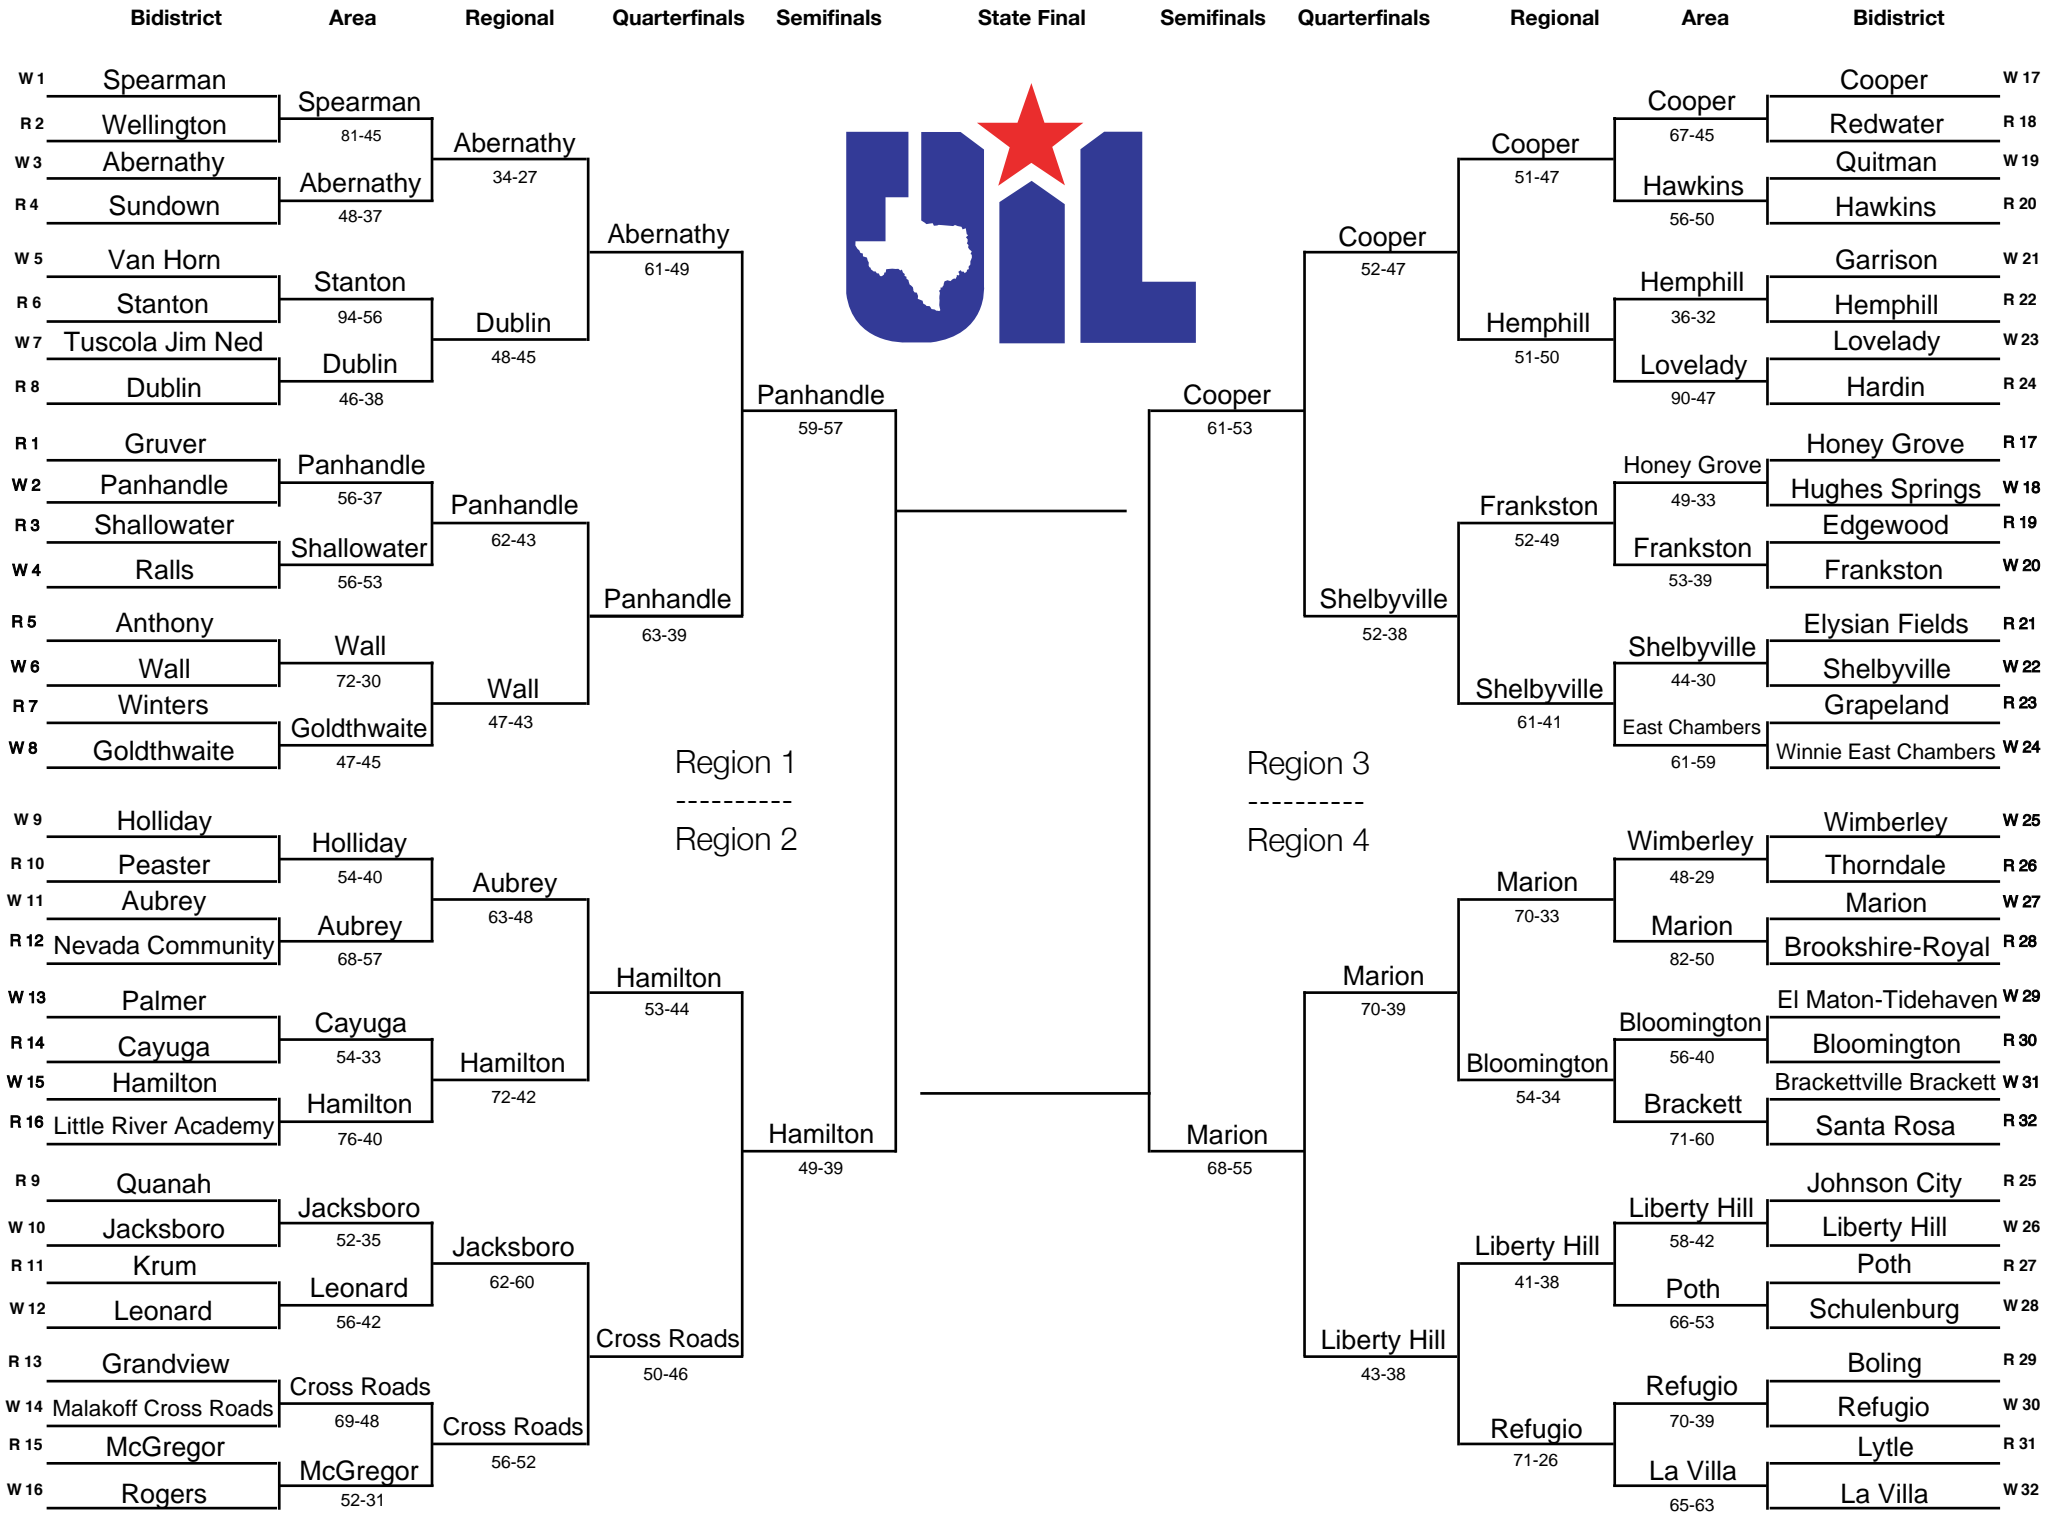 Bidistrict Area Regional Quarterfinals Semifinals State Final Semifinals Quarterfinals Regional Area Bidistrict
UIL
W 1 Spearman
R 2 Wellington
Spearman
81-45
W 3 Abernathy
R 4 Sundown
Abernathy
48-37
Abernathy
34-27
W 5 Van Horn
R 6 Stanton
Stanton
94-56
W 7 Tuscola Jim Ned
R 8 Dublin
Dublin
46-38
Dublin
48-45
Abernathy
61-49
R 1 Gruver
W 2 Panhandle
Panhandle
56-37
R 3 Shallowater
W 4 Ralls
Shallowater
56-53
Panhandle
62-43
R 5 Anthony
W 6 Wall
Wall
72-30
R 7 Winters
W 8 Goldthwaite
Goldthwaite
47-45
Wall
47-43
Panhandle
63-39
Panhandle
59-57
Region 1
----------
Region 2
W 9 Holliday
R 10 Peaster
Holliday
54-40
W 11 Aubrey
R 12 Nevada Community
Aubrey
68-57
Aubrey
63-48
W 13 Palmer
R 14 Cayuga
Cayuga
54-33
W 15 Hamilton
R 16 Little River Academy
Hamilton
76-40
Hamilton
72-42
Hamilton
53-44
R 9 Quanah
W 10 Jacksboro
Jacksboro
52-35
R 11 Krum
W 12 Leonard
Leonard
56-42
Jacksboro
62-60
R 13 Grandview
W 14 Malakoff Cross Roads
Cross Roads
69-48
R 15 McGregor
W 16 Rogers
McGregor
52-31
Cross Roads
56-52
Cross Roads
50-46
Hamilton
49-39
Cooper W 17
Redwater R 18
Cooper
67-45
Quitman W 19
Hawkins R 20
Hawkins
56-50
Cooper
51-47
Garrison W 21
Hemphill R 22
Hemphill
36-32
Lovelady W 23
Hardin R 24
Lovelady
90-47
Hemphill
51-50
Cooper
52-47
Honey Grove R 17
Hughes Springs W 18
Honey Grove
49-33
Edgewood R 19
Frankston W 20
Frankston
53-39
Frankston
52-49
Elysian Fields R 21
Shelbyville W 22
Shelbyville
44-30
Grapeland R 23
Winnie East Chambers W 24
East Chambers
61-59
Shelbyville
61-41
Shelbyville
52-38
Cooper
61-53
Region 3
----------
Region 4
Wimberley W 25
Thorndale R 26
Wimberley
48-29
Marion W 27
Brookshire-Royal R 28
Marion
82-50
Marion
70-33
El Maton-Tidehaven W 29
Bloomington R 30
Bloomington
56-40
Brackettville Brackett W 31
Santa Rosa R 32
Brackett
71-60
Bloomington
54-34
Marion
70-39
Johnson City R 25
Liberty Hill W 26
Liberty Hill
58-42
Poth R 27
Schulenburg W 28
Poth
66-53
Liberty Hill
41-38
Boling R 29
Refugio W 30
Refugio
70-39
Lytle R 31
La Villa W 32
La Villa
65-63
Refugio
71-26
Liberty Hill
43-38
Marion
68-55